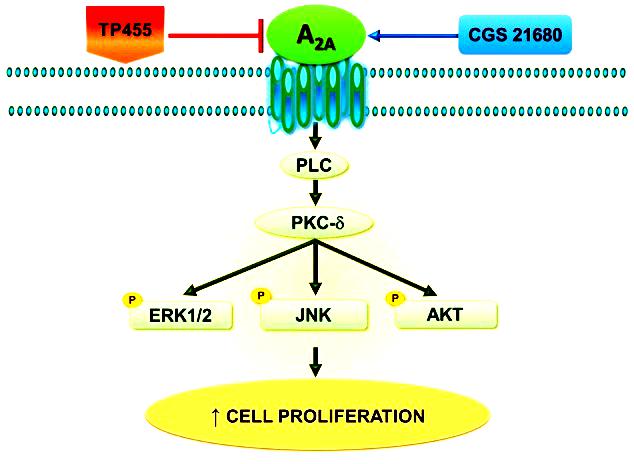 TP455
A2A
CGS 21680
PLC
PKC-δ
P
P
P
ERK1/2
JNK
AKT
↑ CELL PROLIFERATION